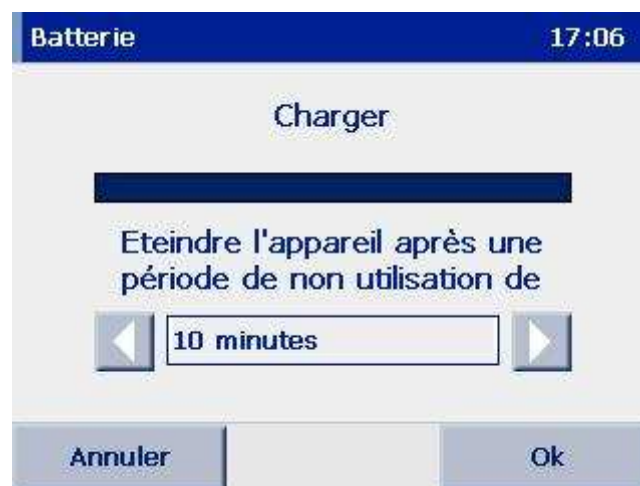 Batterie 17:06
Charger
Eteindre l'appareil après une
période de non utilisation de
10 minutes
Annuler Ok